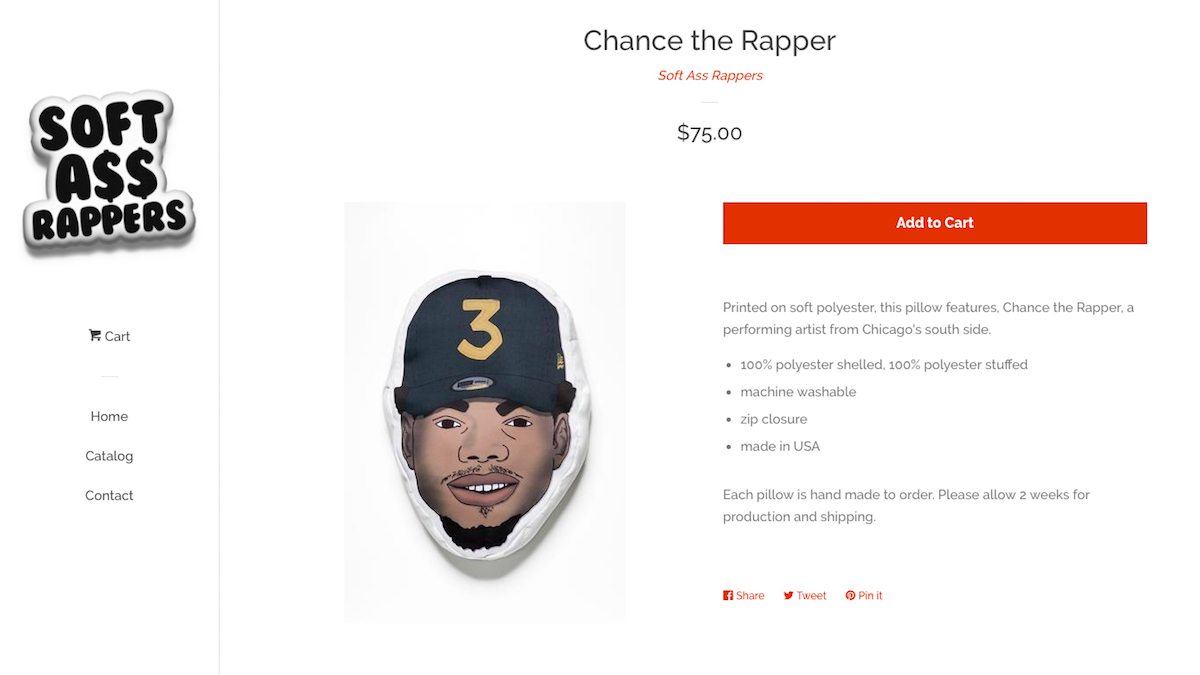 SOFT
A$$
RAPPERS
Cart
Home
Catalog
Contact
Chance the Rapper
Soft Ass Rappers
$75.00
3
Add to Cart
Printed on soft polyester, this pillow features, Chance the Rapper, a
performing artist from Chicago's south side.
• 100% polyester shelled, 100% polyester stuffed
• machine washable
• zip closure
• made in USA
Each pillow is hand made to order. Please allow 2 weeks for
production and shipping.
Share Tweet Pin it